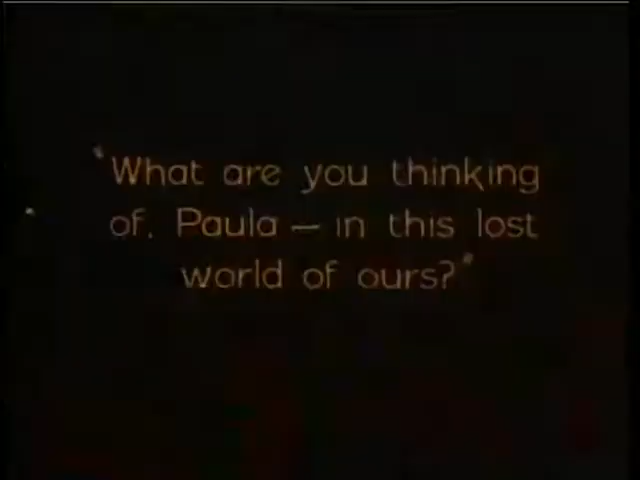 "What are you thinking
of, Paula — in this lost
world of ours?"